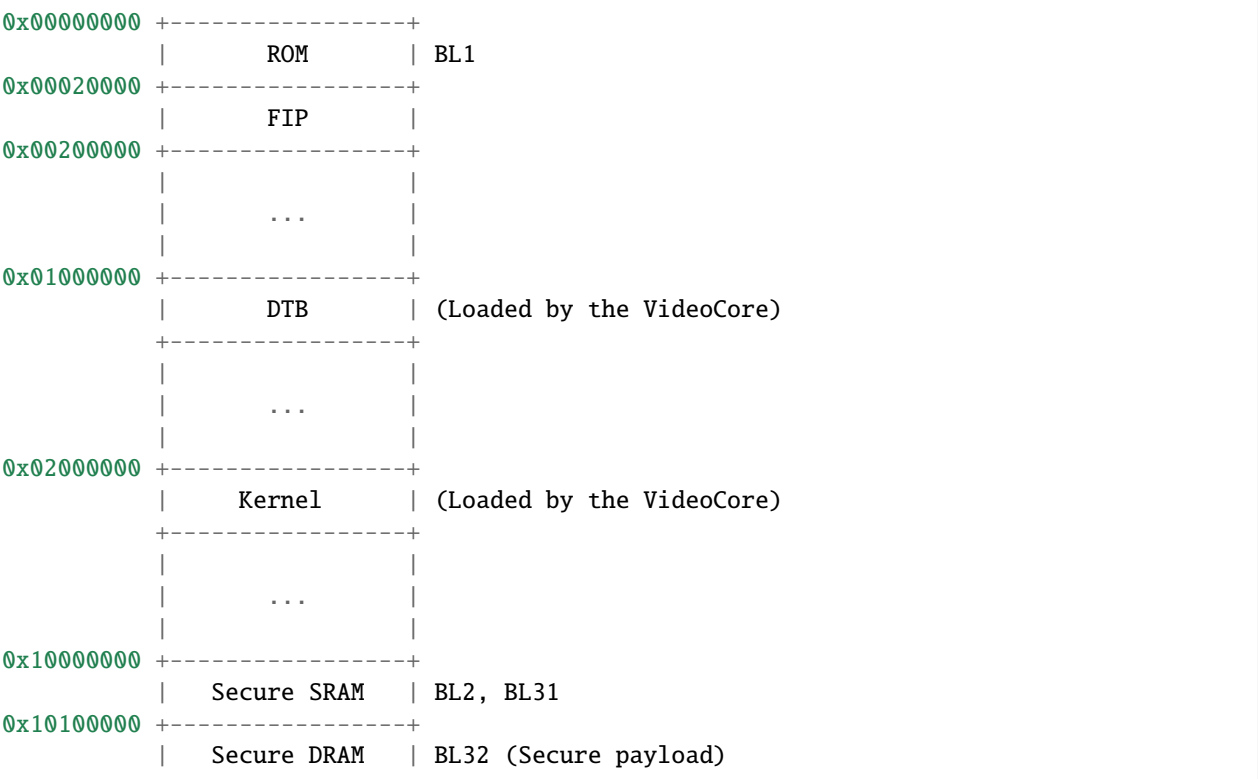 0x00000000 +-----------------+
           |       ROM       | BL1
0x00020000 +-----------------+
           |       FIP       |
0x00200000 +-----------------+
           |                 |
           |       ...       |
           |                 |
0x01000000 +-----------------+
           |       DTB       | (Loaded by the VideoCore)
           +-----------------+
           |                 |
           |       ...       |
           |                 |
0x02000000 +-----------------+
           |     Kernel      | (Loaded by the VideoCore)
           +-----------------+
           |                 |
           |       ...       |
           |                 |
0x10000000 +-----------------+
           |   Secure SRAM   | BL2, BL31
0x10100000 +-----------------+
           |   Secure DRAM   | BL32 (Secure payload)